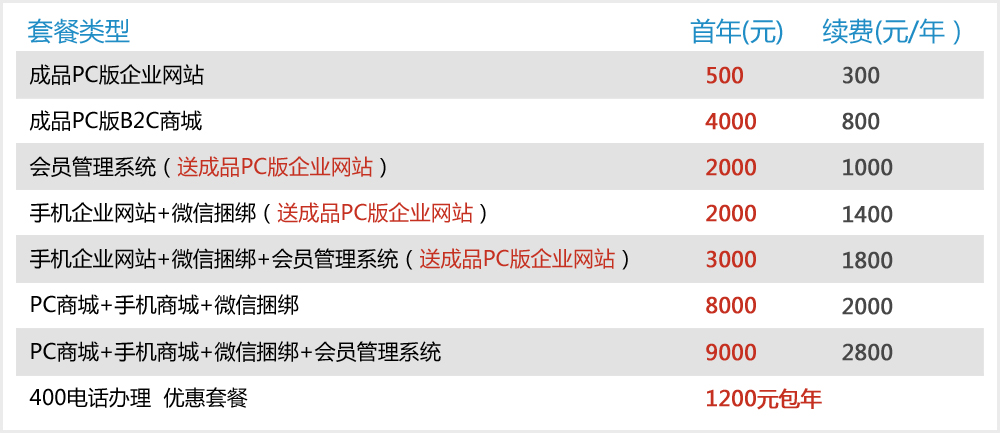 套餐类型 首年(元) 续费(元/年)
成品PC版企业网站 500 300
成品PC版B2C商城 4000 800
会员管理系统(送成品PC版企业网站) 2000 1000
手机企业网站+微信捆绑(送成品PC版企业网站) 2000 1400
手机企业网站+微信捆绑+会员管理系统(送成品PC版企业网站) 3000 1800
PC商城+手机商城+微信捆绑 8000 2000
PC商城+手机商城+微信捆绑+会员管理系统 9000 2800
400电话办理 优惠套餐 1200元包年